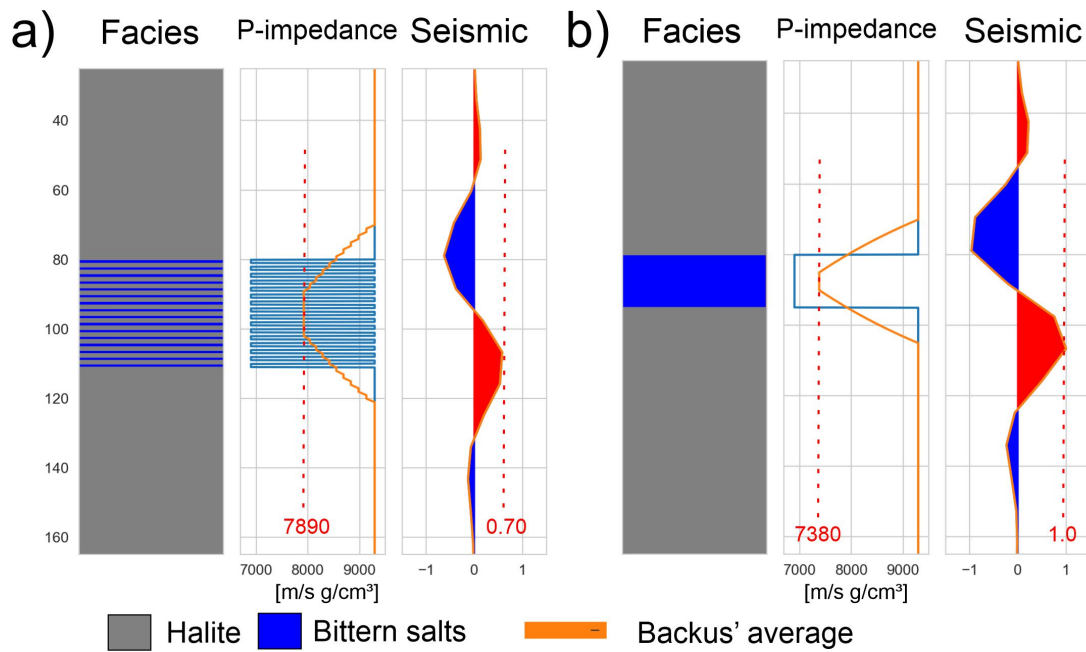 a)
Facies
P-impedance
Seismic
b)
Facies
P-impedance
Seismic
40
60
80
100
120
140
160
7890
0.70
7380
1.0
7000 8000 9000
−1 0 1
7000 8000 9000
−1 0 1
[m/s g/cm³]
[m/s g/cm³]
Halite
Bittern salts
Backus’ average